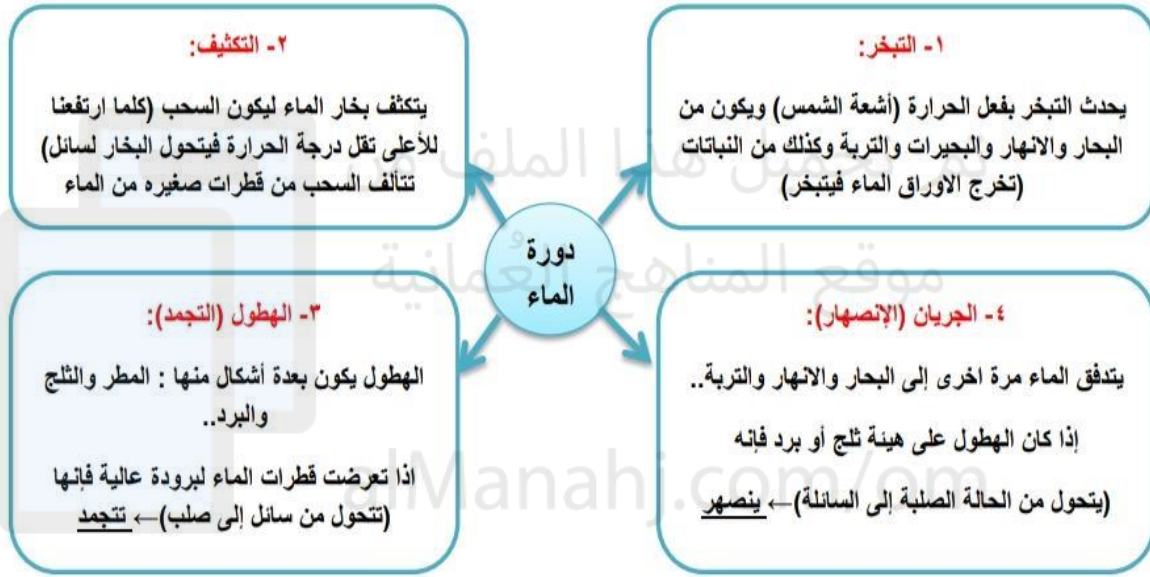 ١- التبخر:
يحدث التبخر بفعل الحرارة (أشعة الشمس) ويكون من
البحار والانهار والبحيرات والتربة وكذلك من النباتات
(تخرج الاوراق الماء فيتبخر)
٢- التكثيف:
يتكثف بخار الماء ليكون السحب (كلما ارتفعنا
للأعلى تقل درجة الحرارة فيتحول البخار لسائل)
تتألف السحب من قطرات صغيره من الماء
دورة
الماء
٣- الهطول (التجمد):
الهطول يكون بعدة أشكال منها : المطر والثلج
والبرد..
اذا تعرضت قطرات الماء لبرودة عالية فإنها
(تتحول من سائل إلى صلب)← تتجمد
٤- الجريان (الإنصهار):
يتدفق الماء مرة اخرى إلى البحار والانهار والتربة..
إذا كان الهطول على هيئة ثلج أو برد فإنه
(يتحول من الحالة الصلبة إلى السائلة)← ينصهر
تم تحميل هذا الملف من
موقع المناهج العُمانية
alManahj.com/om